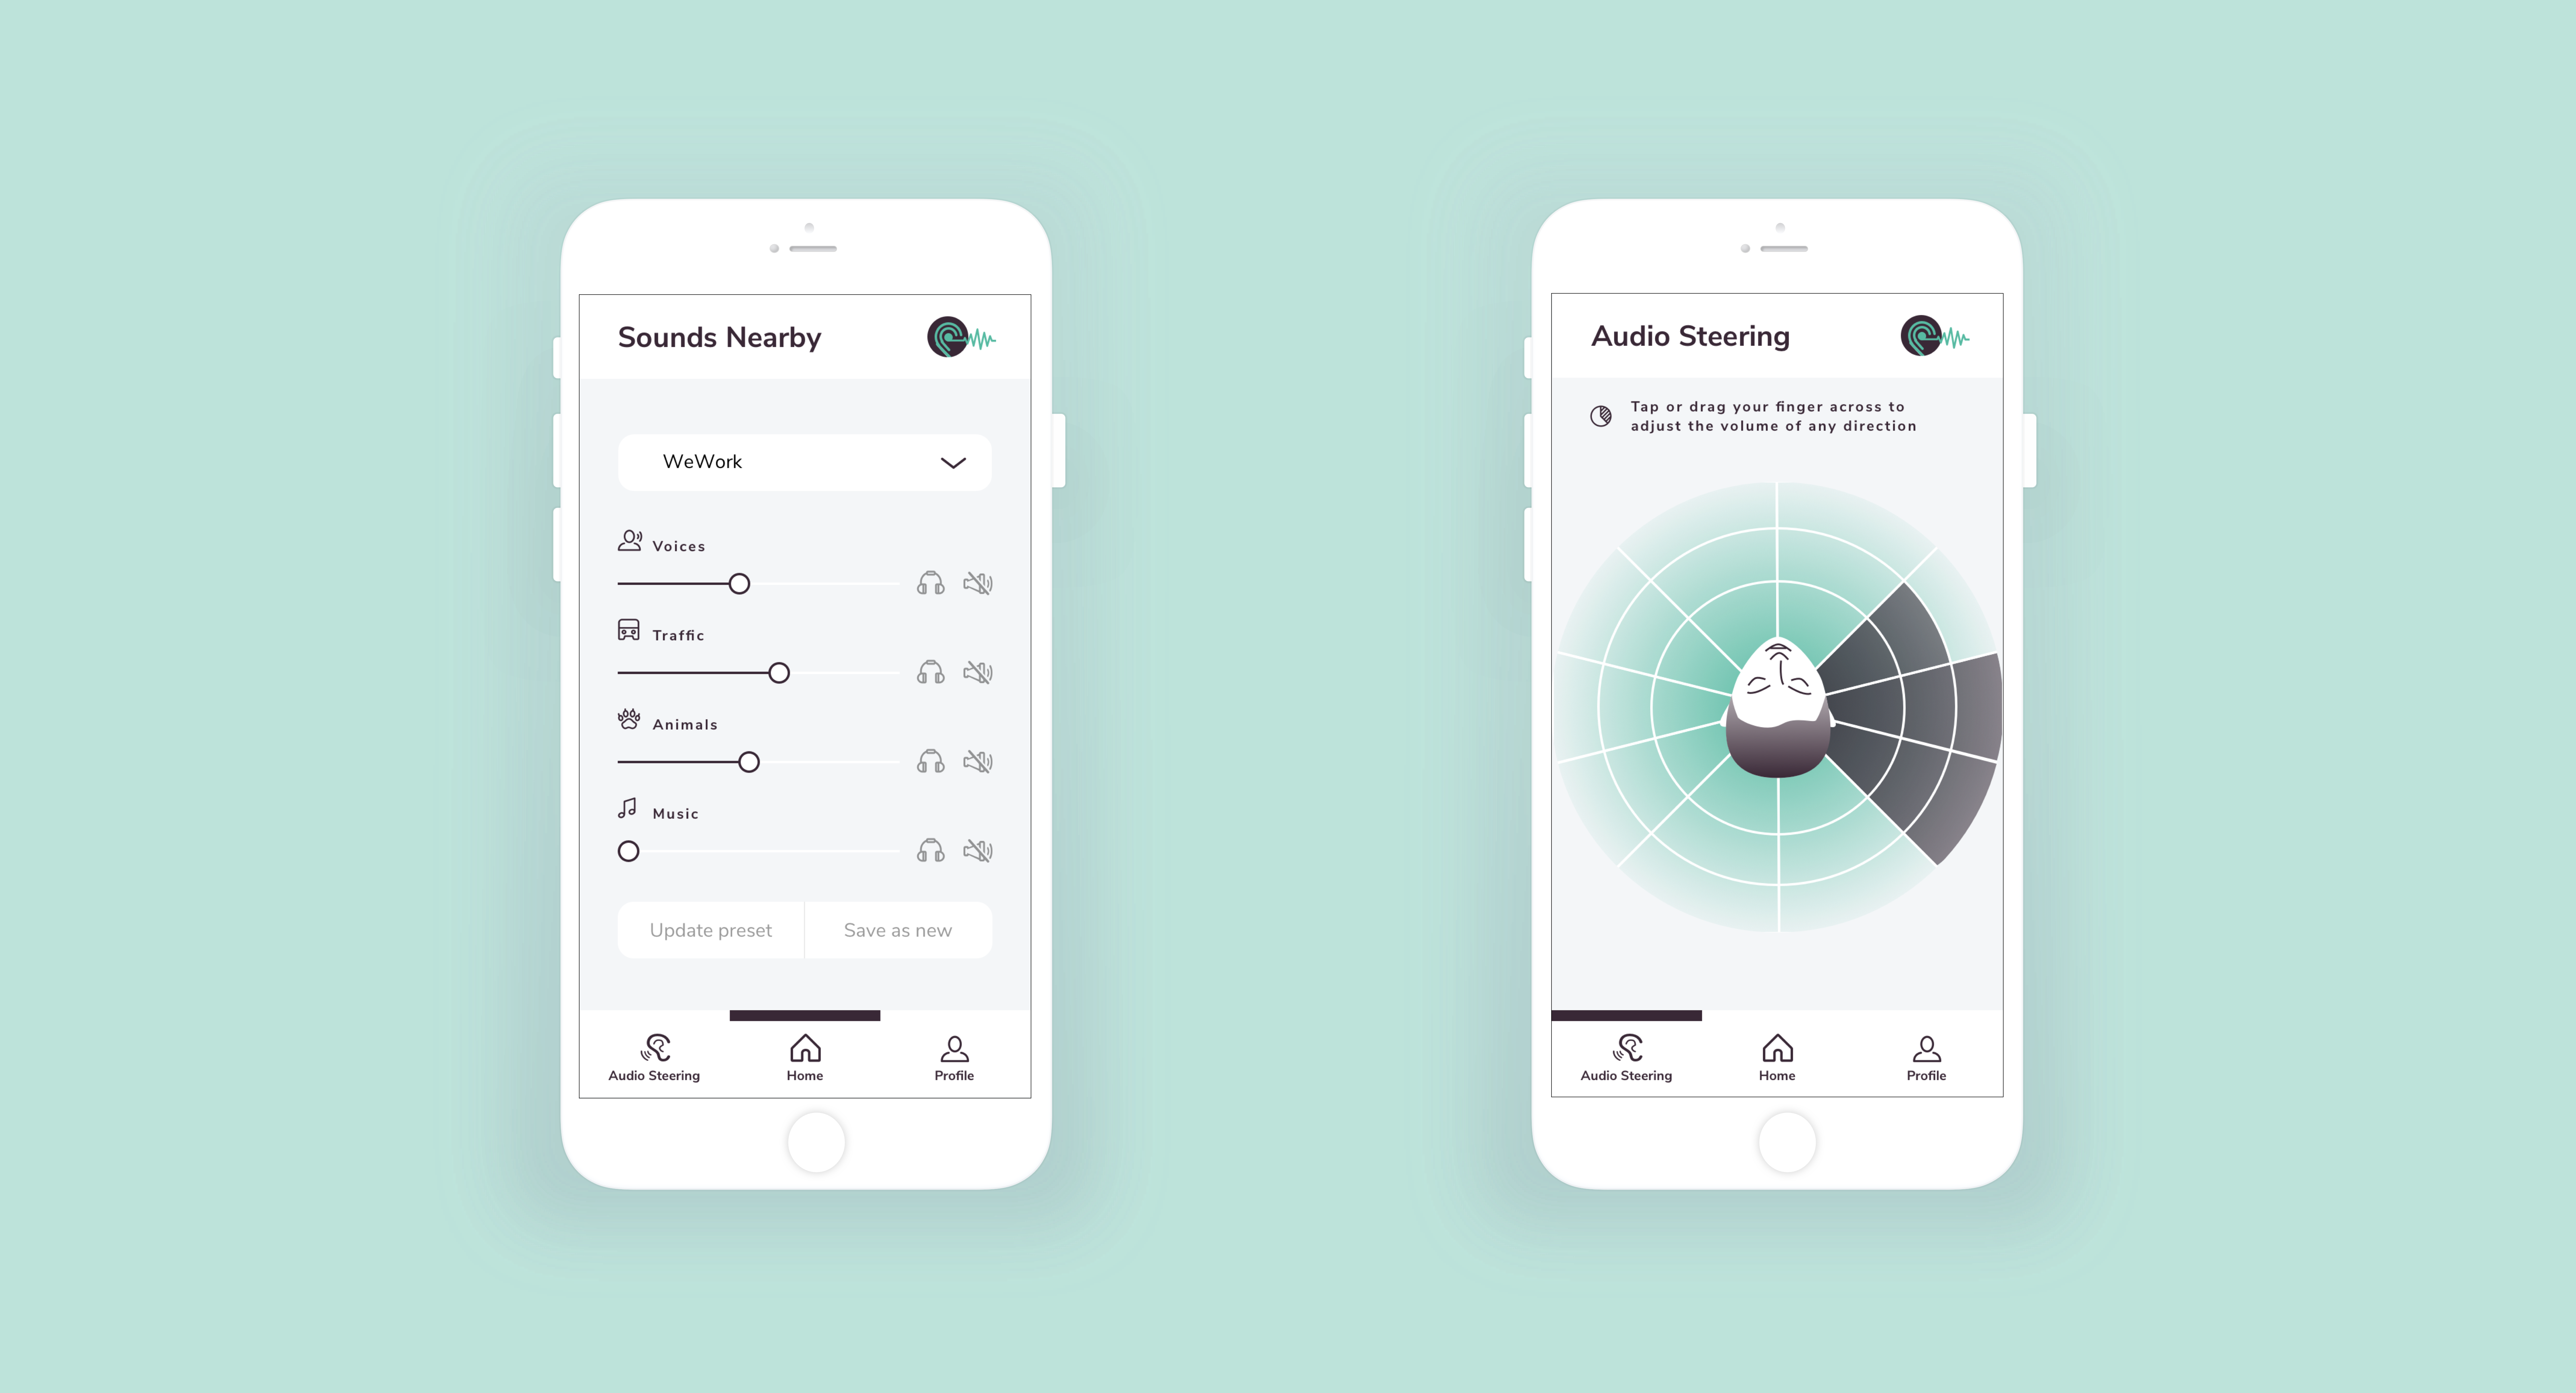 Sounds Nearby
WeWork
Voices
Traffic
Animals
Music
Update preset
Save as new
Audio Steering
Home
Profile
Audio Steering
Tap or drag your finger across to
adjust the volume of any direction
Audio Steering
Home
Profile